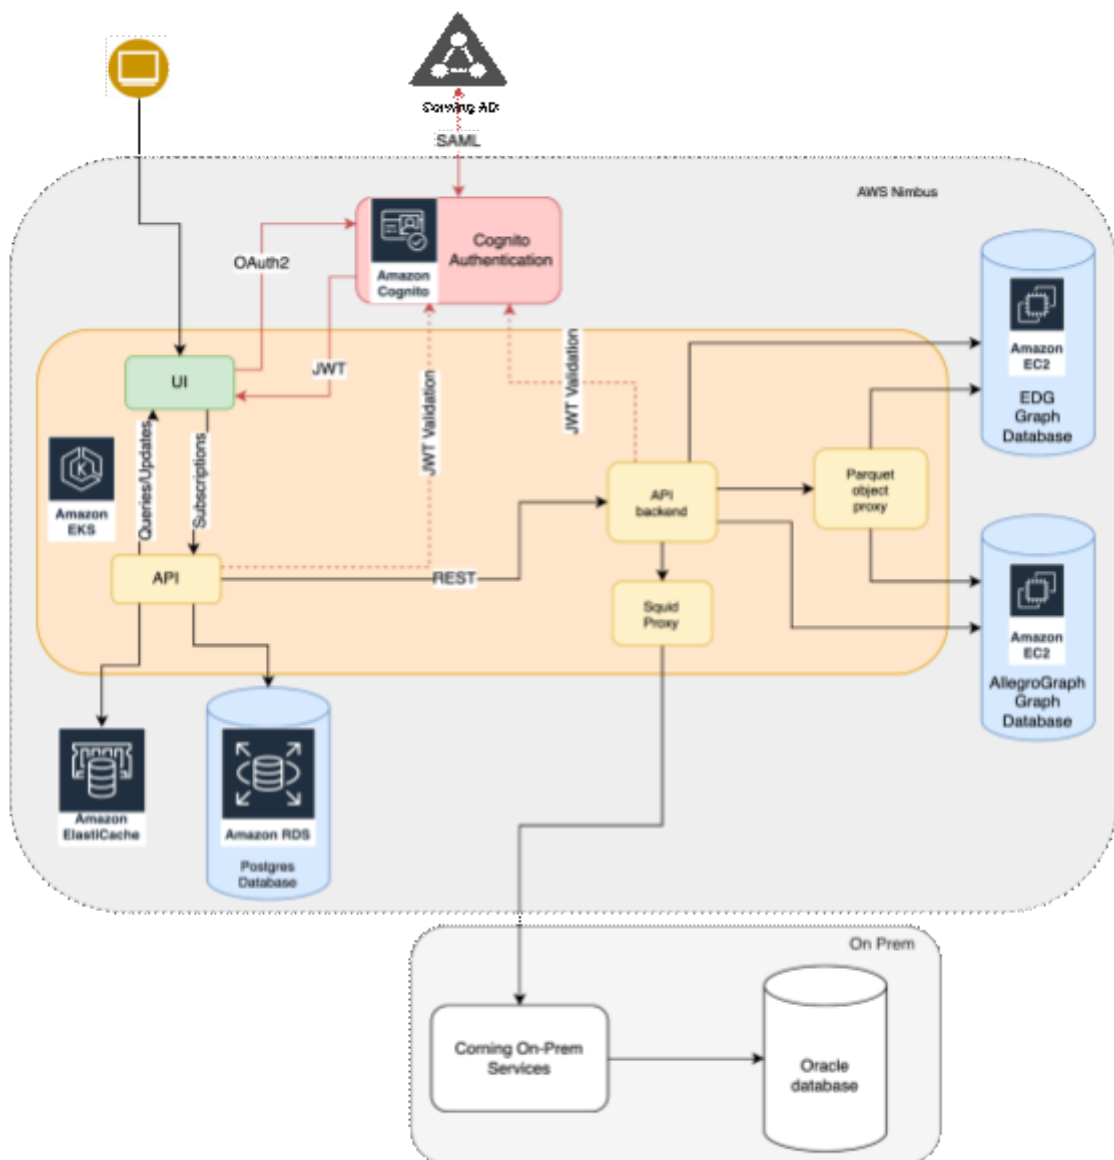 Corning AD
SAML
AWS Nimbus
Cognito
Authentication
Amazon
Cognito
OAuth2
JWT
JWT Validation
JWT Validation
UI
Queries/Updates
Subscriptions
Amazon
EKS
API
REST
API
backend
Squid
Proxy
Parquet
object
proxy
Amazon
EC2
EDG
Graph
Database
Amazon
EC2
AllegroGraph
Graph
Database
Amazon
ElastiCache
Amazon RDS
Postgres
Database
On Prem
Corning On-Prem
Services
Oracle
database